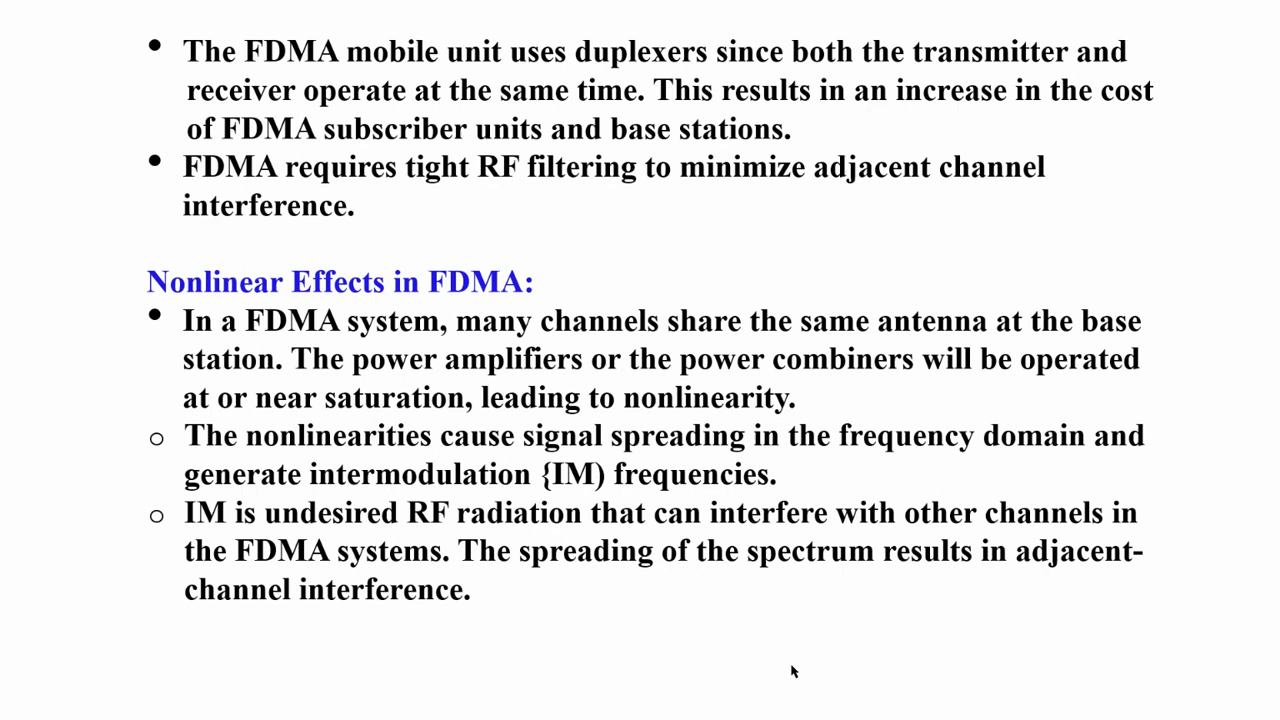 • The FDMA mobile unit uses duplexers since both the transmitter and
receiver operate at the same time. This results in an increase in the cost
of FDMA subscriber units and base stations.
• FDMA requires tight RF filtering to minimize adjacent channel
interference.
Nonlinear Effects in FDMA:
• In a FDMA system, many channels share the same antenna at the base
station. The power amplifiers or the power combiners will be operated
at or near saturation, leading to nonlinearity.
o The nonlinearities cause signal spreading in the frequency domain and
generate intermodulation {IM) frequencies.
o IM is undesired RF radiation that can interfere with other channels in
the FDMA systems. The spreading of the spectrum results in adjacent-
channel interference.